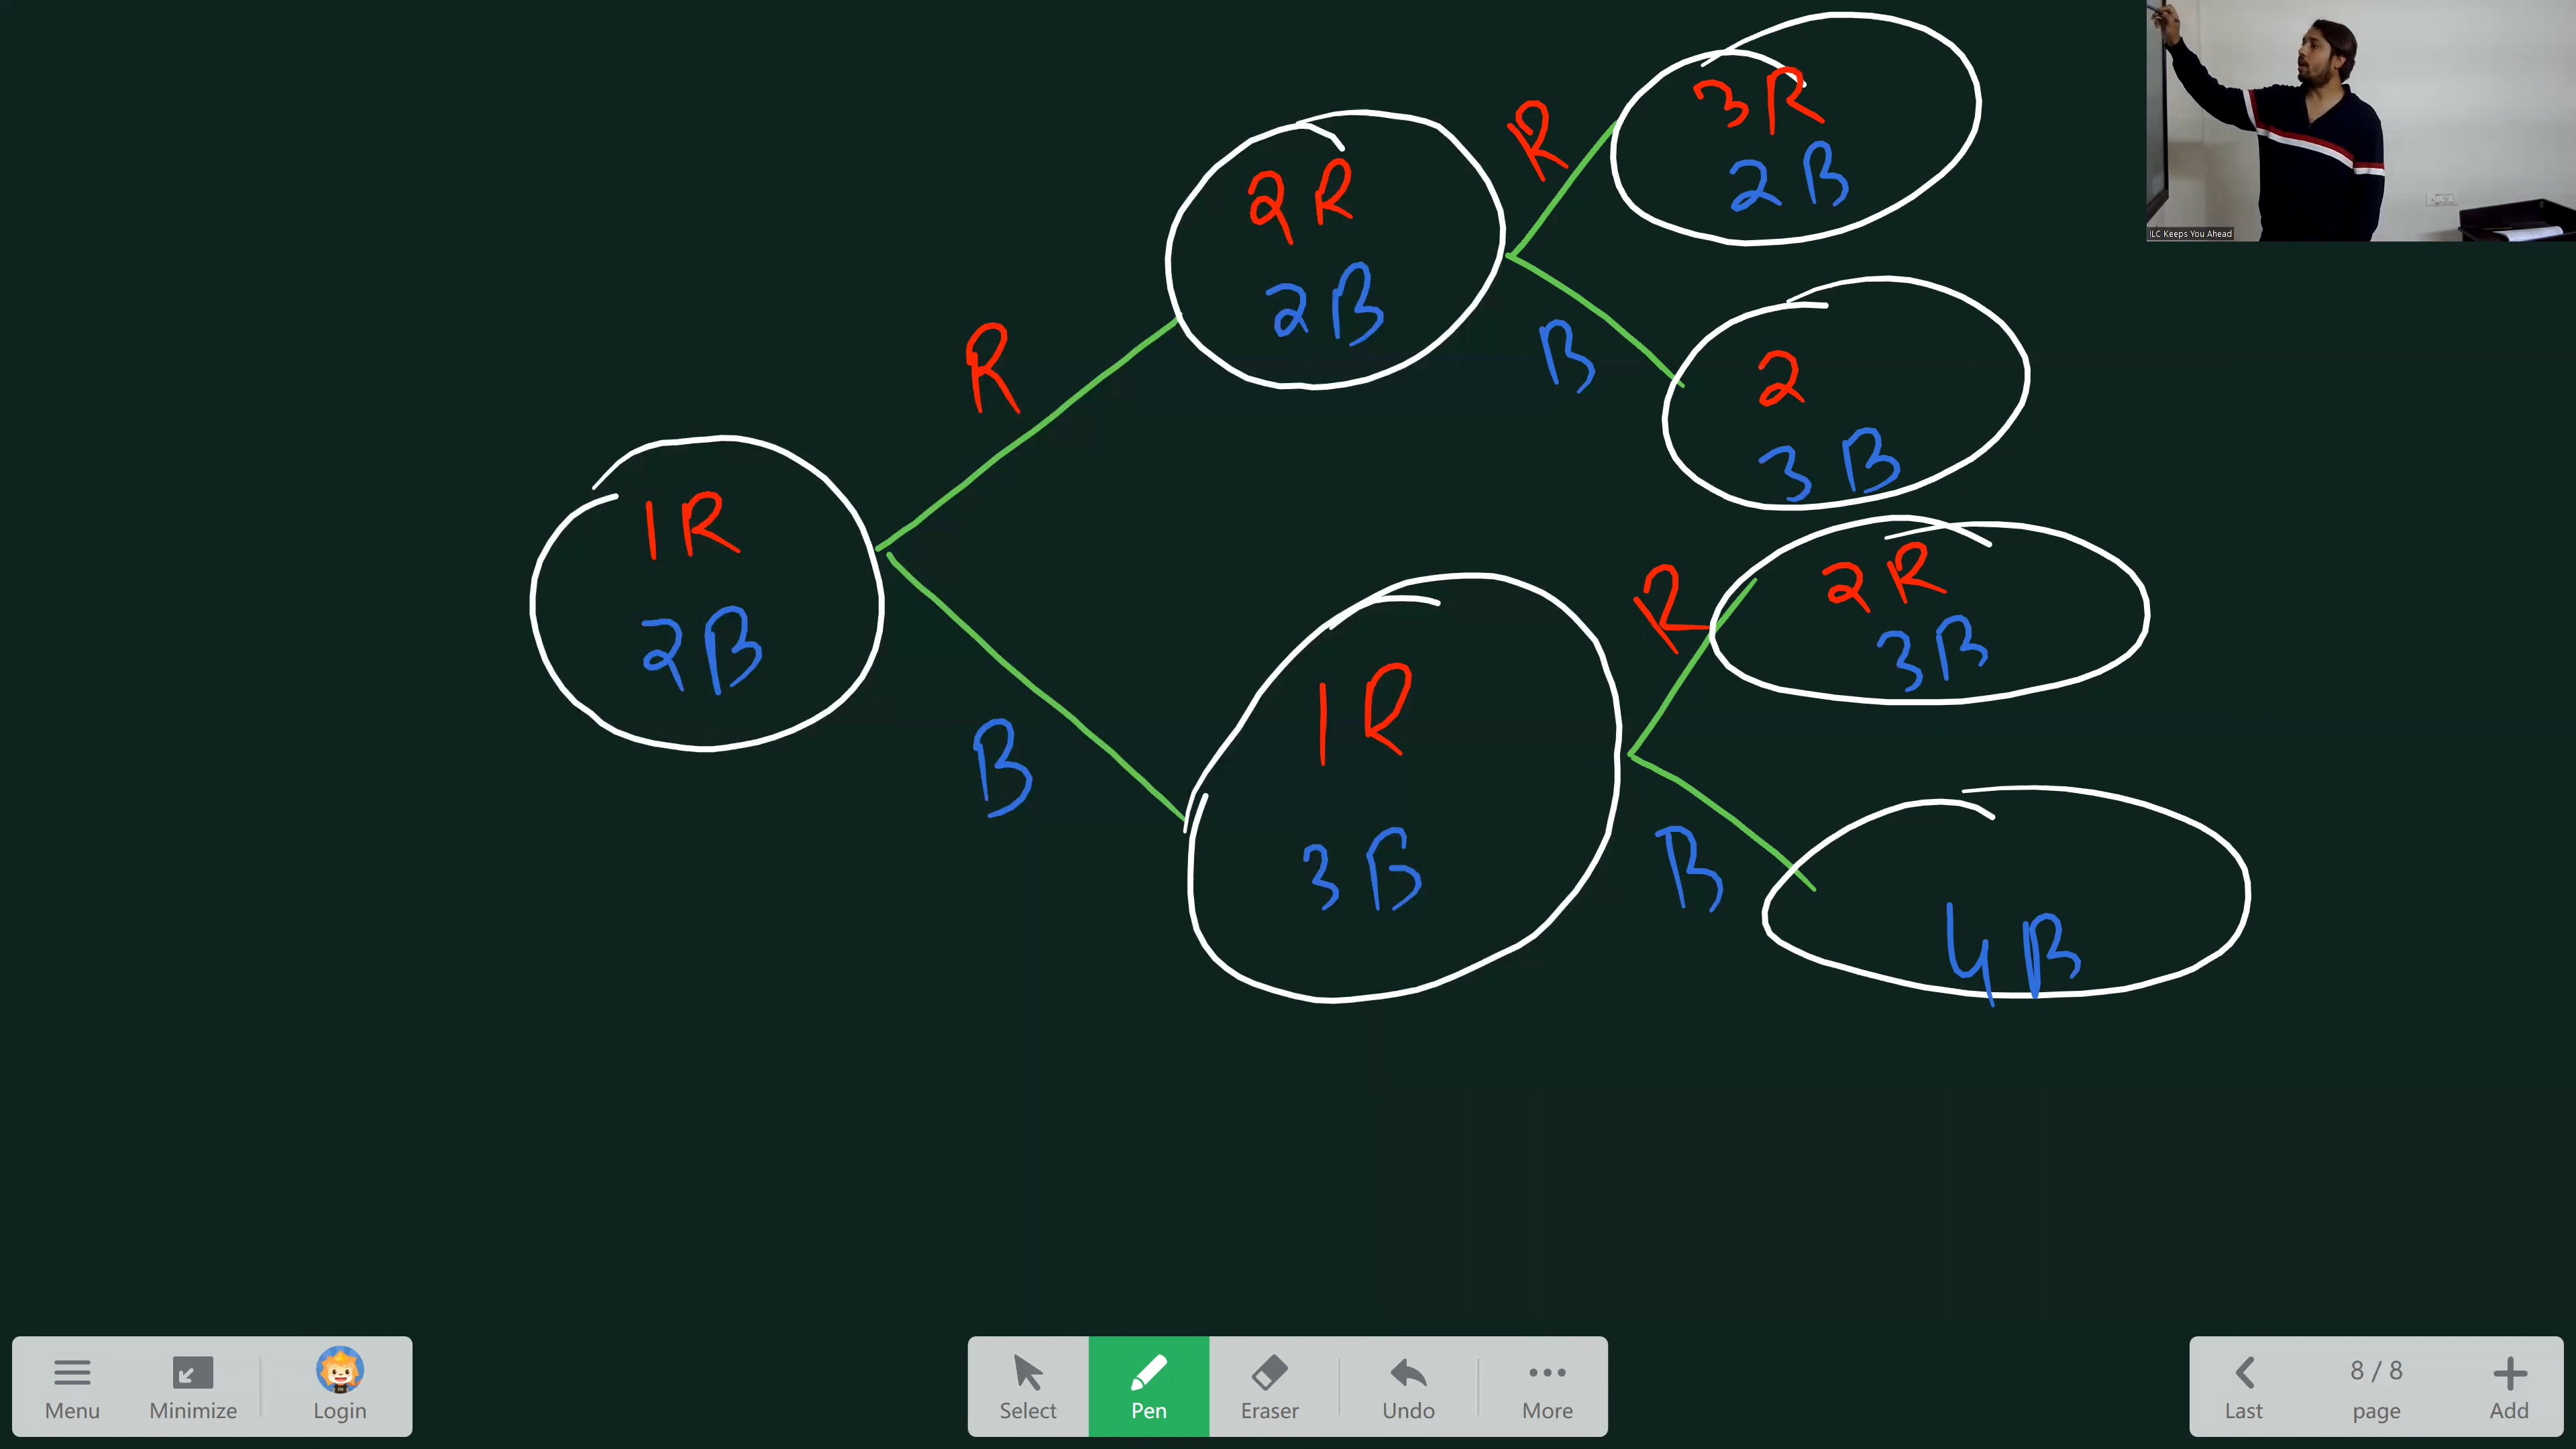 1R
2B
R
B
2R
2B
1R
3B
R
B
R
B
3R
2B
2
3B
2R
3B
4B
ILC Keeps You Ahead
Menu
Minimize
Login
Select
Pen
Eraser
Undo
More
Last
8 / 8
page
Add